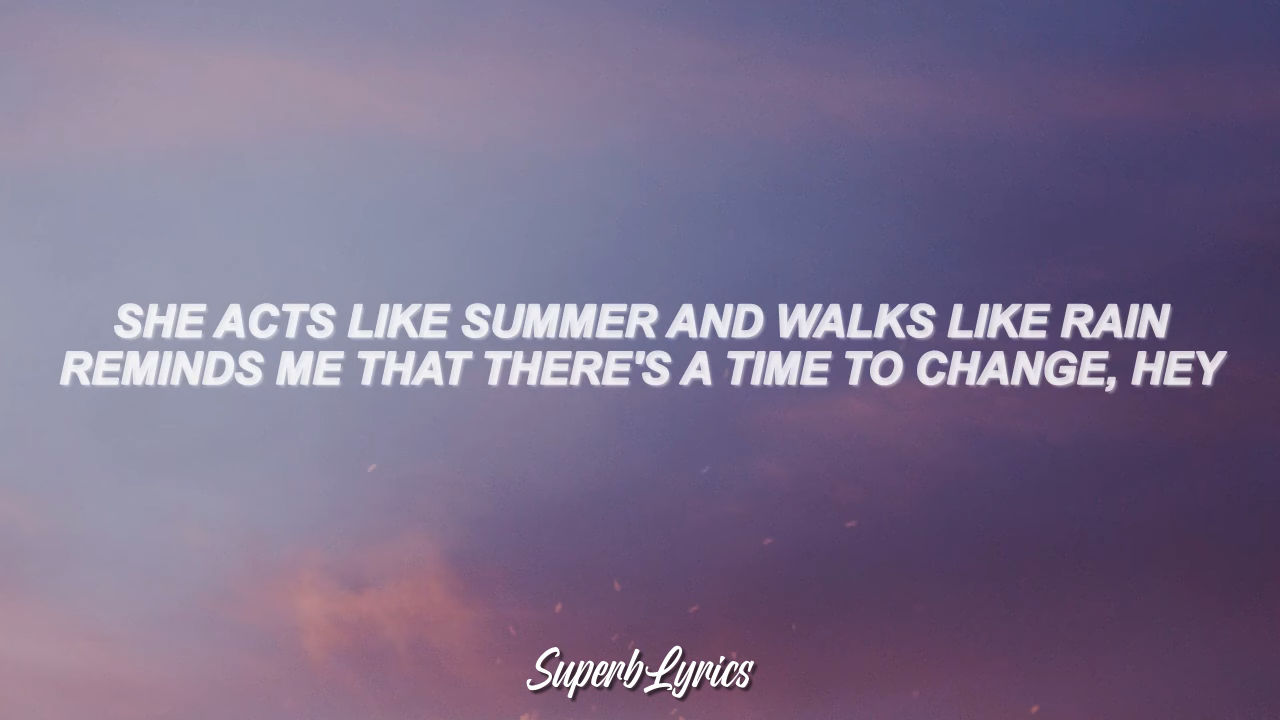 SHE ACTS LIKE SUMMER AND WALKS LIKE RAIN
REMINDS ME THAT THERE'S A TIME TO CHANGE, HEY
SuperbLyrics